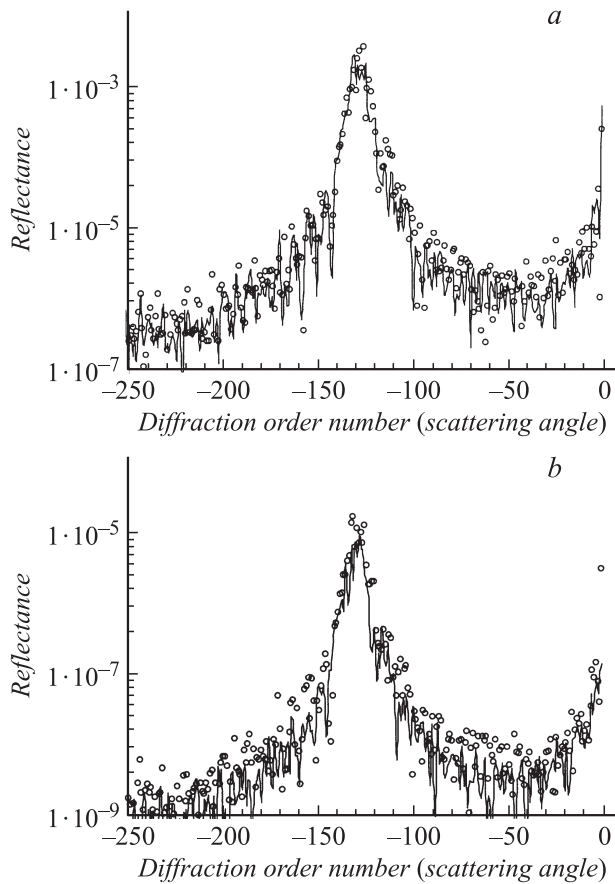 a
1·10⁻³
1·10⁻⁵
1·10⁻⁷
Reflectance
–250 –200 –150 –100 –50 0
Diffraction order number (scattering angle)
b
1·10⁻⁵
1·10⁻⁷
1·10⁻⁹
Reflectance
–250 –200 –150 –100 –50 0
Diffraction order number (scattering angle)